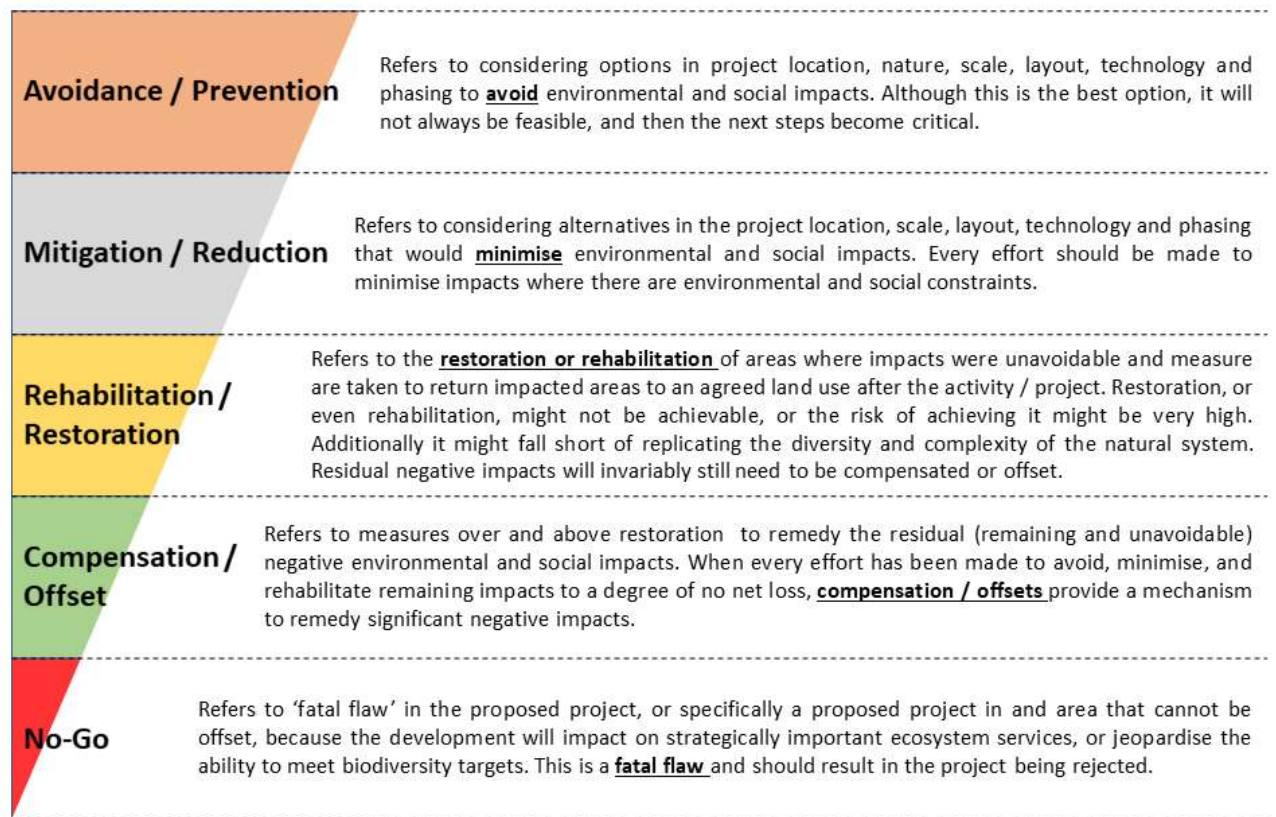 Avoidance / Prevention
Refers to considering options in project location, nature, scale, layout, technology and
phasing to avoid environmental and social impacts. Although this is the best option, it will
not always be feasible, and then the next steps become critical.
Mitigation / Reduction
Refers to considering alternatives in the project location, scale, layout, technology and phasing
that would minimise environmental and social impacts. Every effort should be made to
minimise impacts where there are environmental and social constraints.
Rehabilitation /
Restoration
Refers to the restoration or rehabilitation of areas where impacts were unavoidable and measure
are taken to return impacted areas to an agreed land use after the activity / project. Restoration, or
even rehabilitation, might not be achievable, or the risk of achieving it might be very high.
Additionally it might fall short of replicating the diversity and complexity of the natural system.
Residual negative impacts will invariably still need to be compensated or offset.
Compensation /
Offset
Refers to measures over and above restoration to remedy the residual (remaining and unavoidable)
negative environmental and social impacts. When every effort has been made to avoid, minimise, and
rehabilitate remaining impacts to a degree of no net loss, compensation / offsets provide a mechanism
to remedy significant negative impacts.
No-Go
Refers to ‘fatal flaw’ in the proposed project, or specifically a proposed project in and area that cannot be
offset, because the development will impact on strategically important ecosystem services, or jeopardise the
ability to meet biodiversity targets. This is a fatal flaw and should result in the project being rejected.